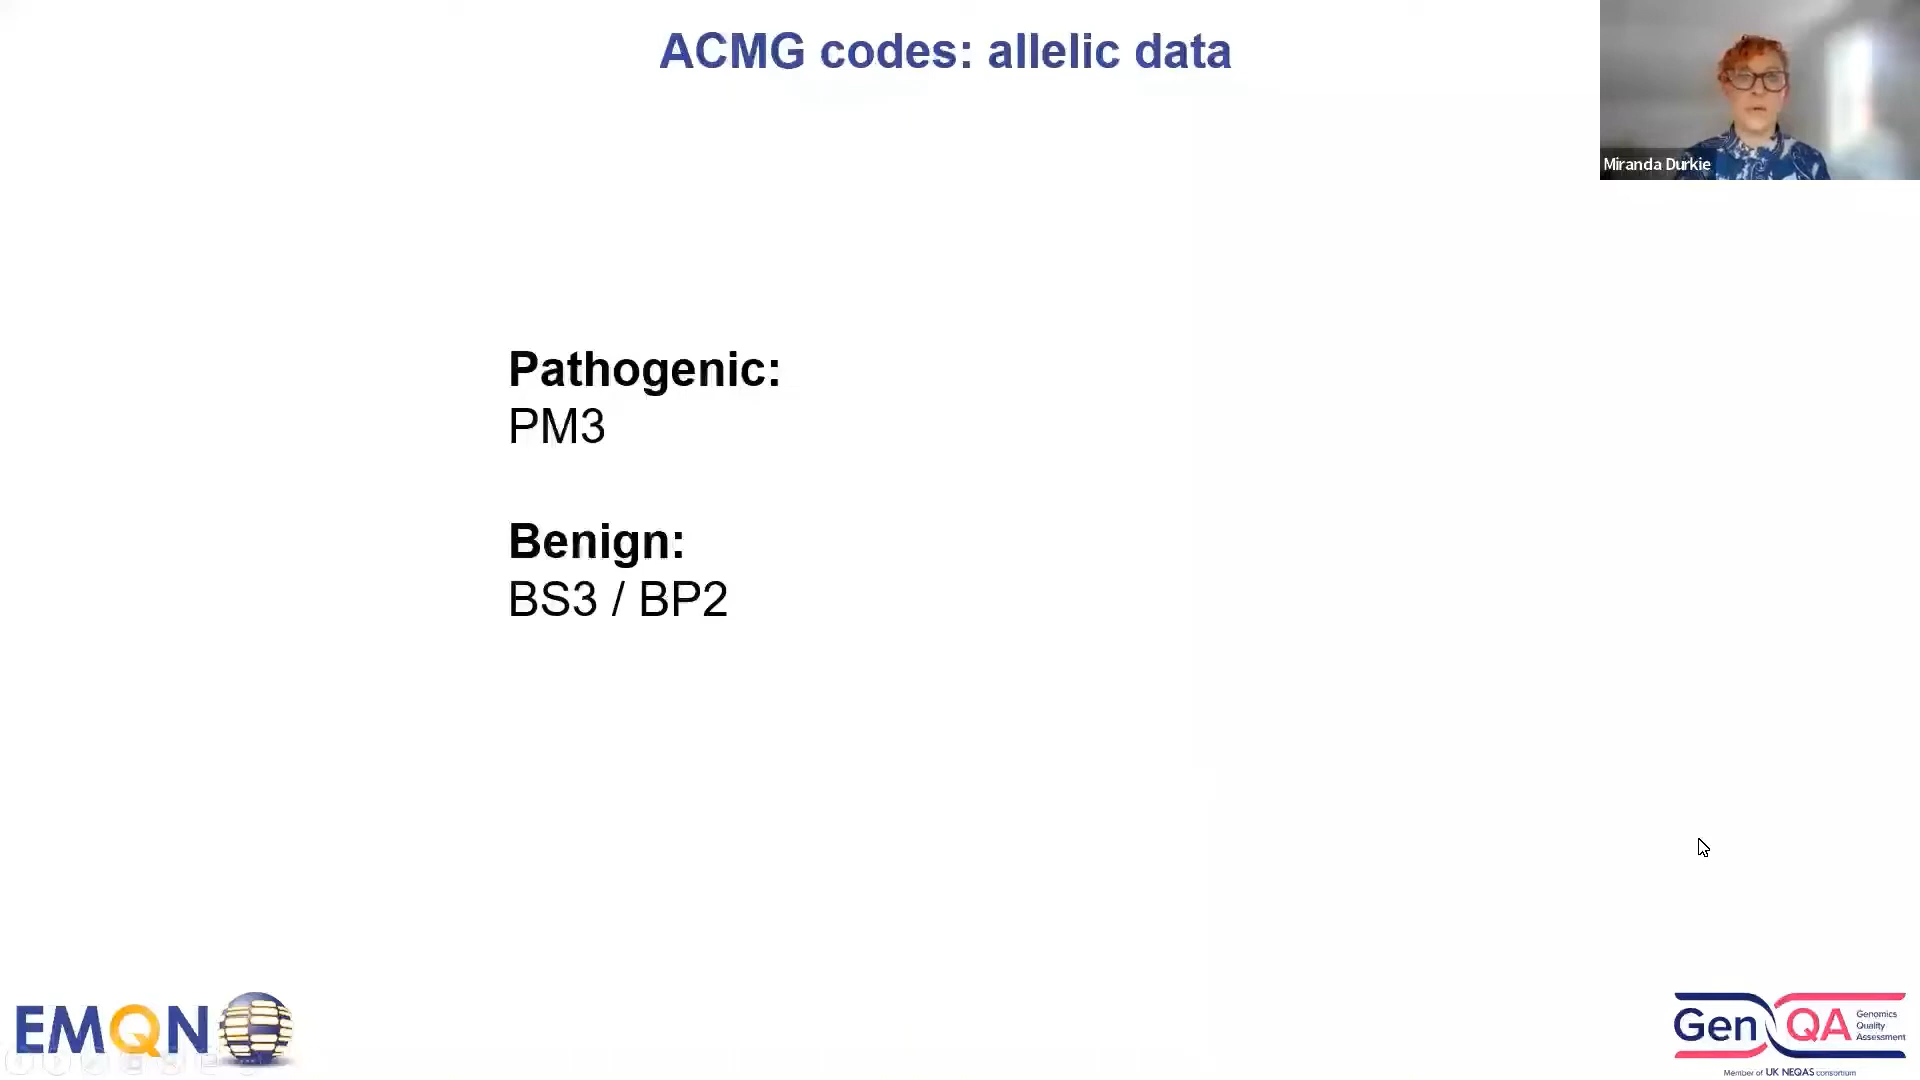 ACMG codes: allelic data
Miranda Durkie
Pathogenic:
PM3
Benign:
BS3 / BP2
EMQN
GenQA
Genomics
Quality
Assessment
Member of UK NEQAS consortium